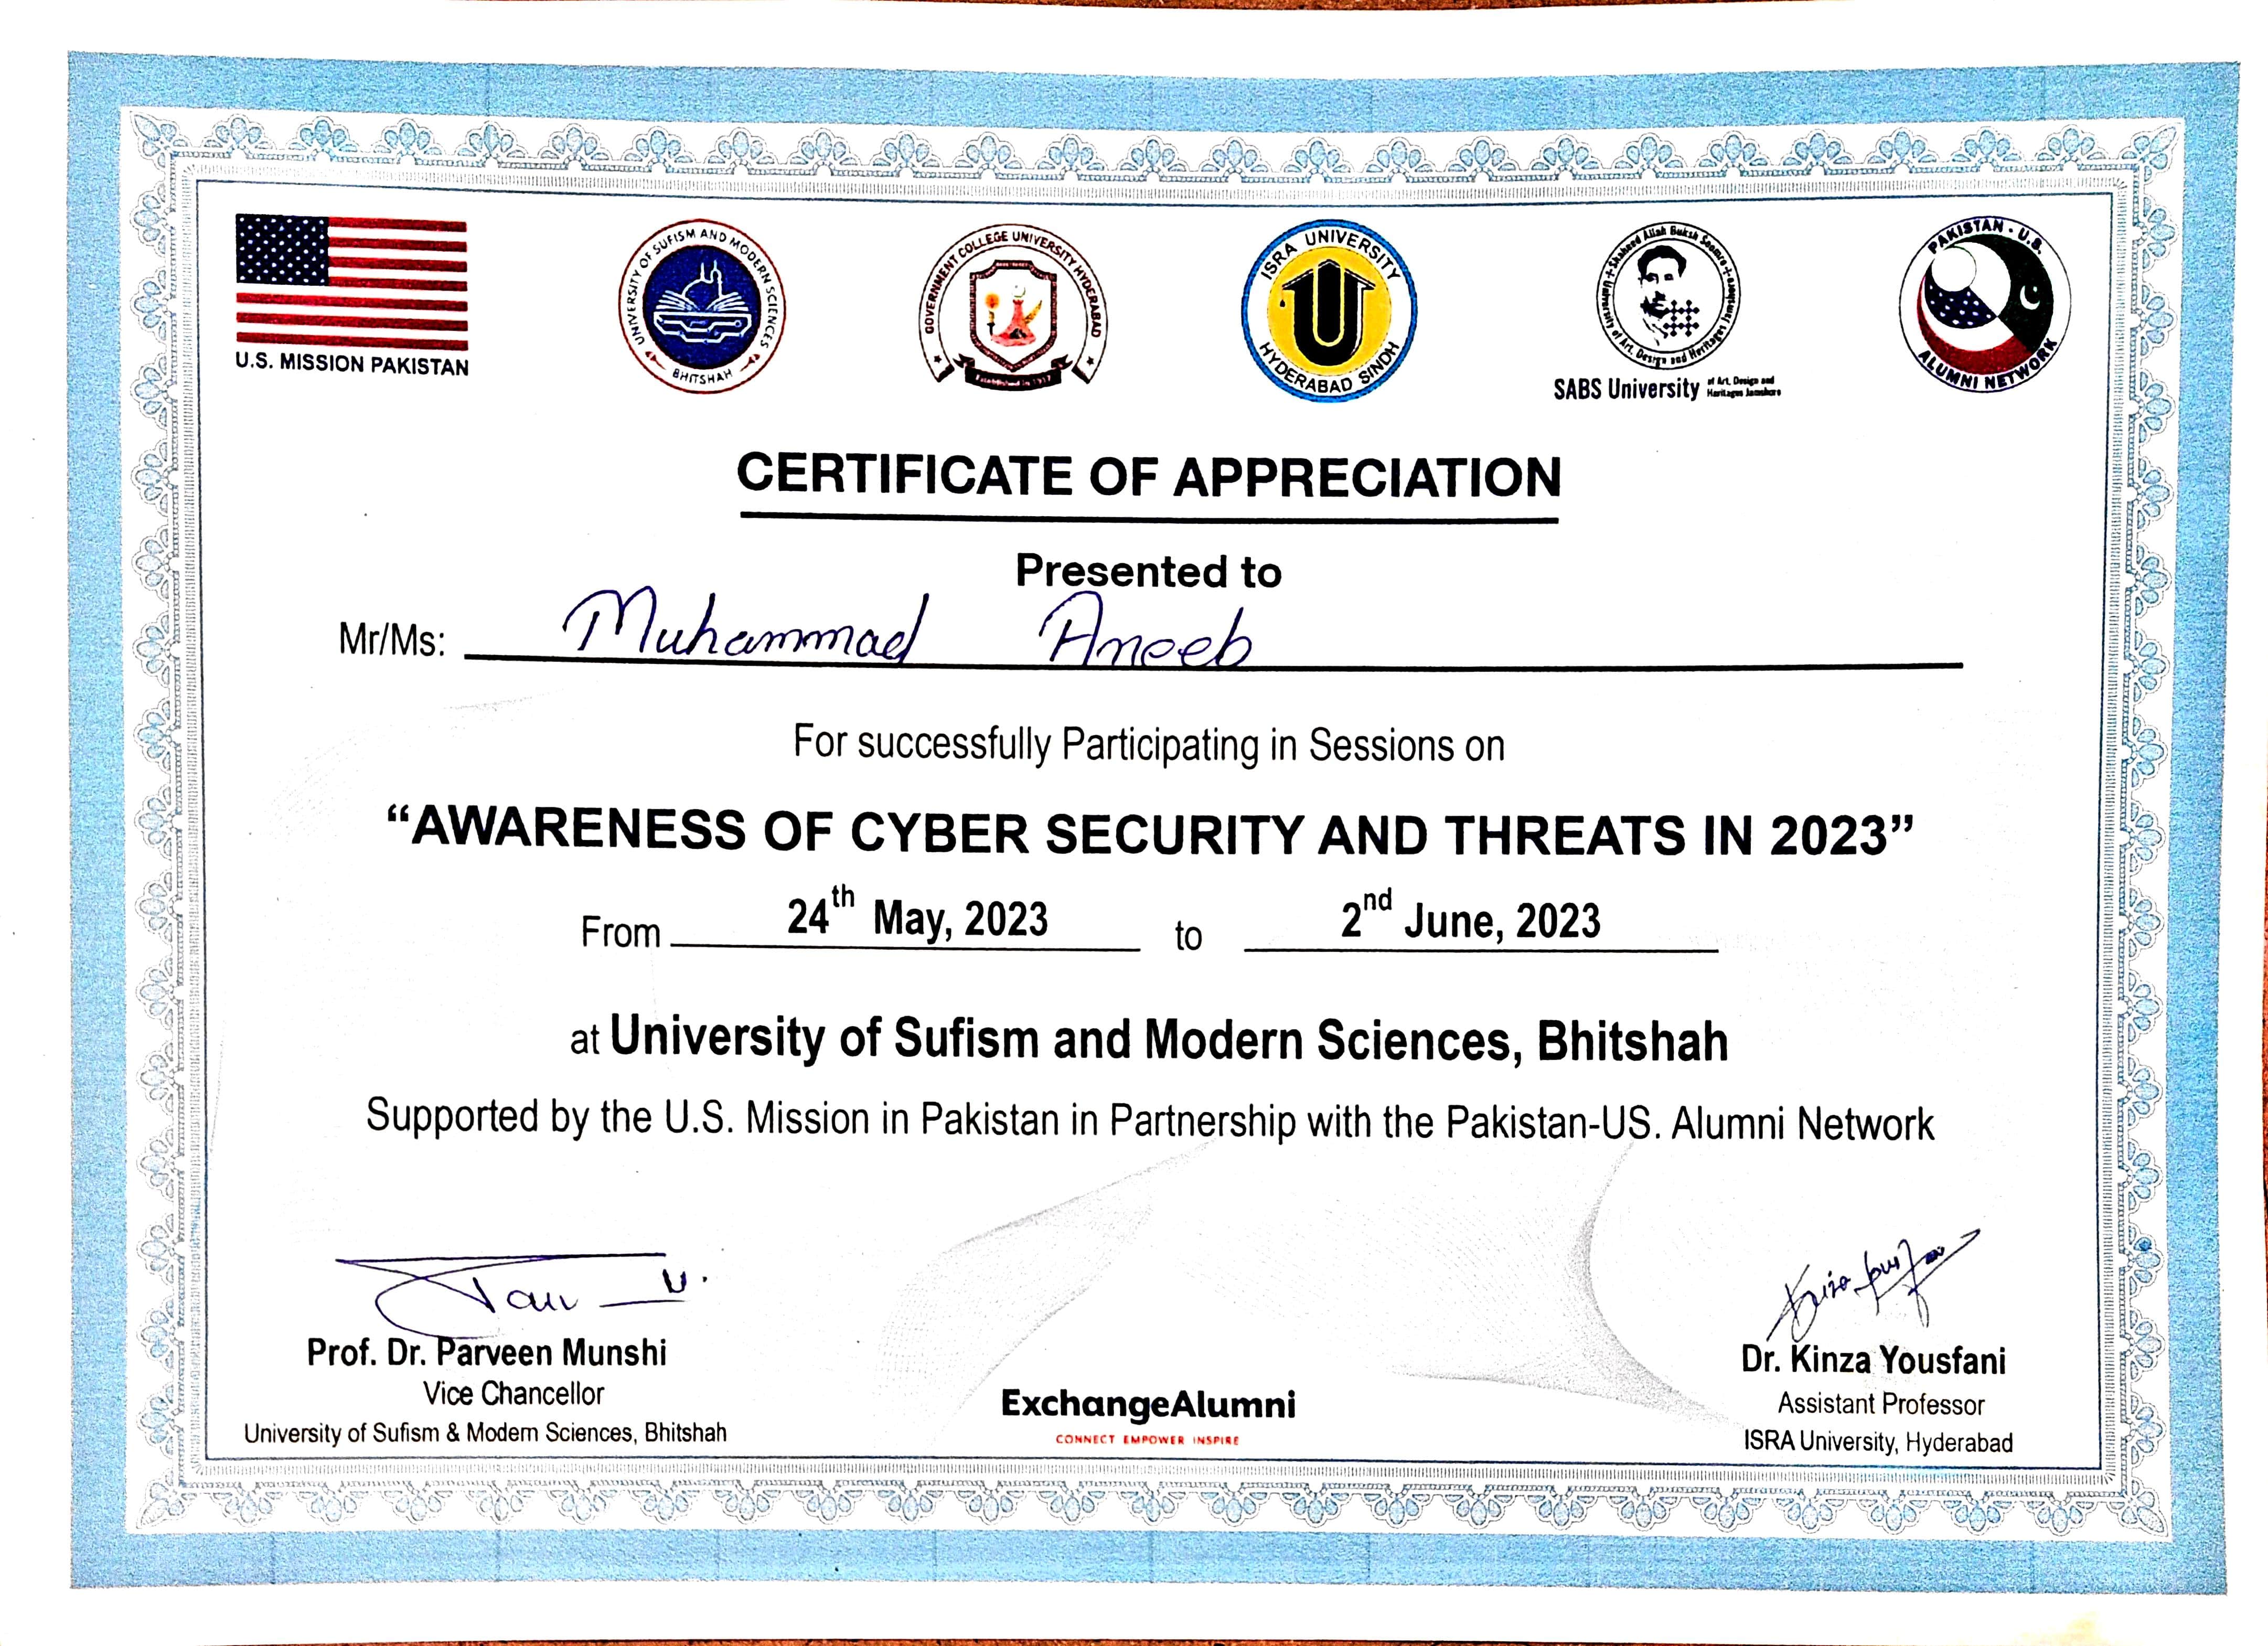 U.S. MISSION PAKISTAN
UNIVERSITY OF SUFISM AND MODERN SCIENCES
BHITSHAH
GOVERNMENT COLLEGE UNIVERSITY HYDERABAD
Established in 1917
ISRA UNIVERSITY
HYDERABAD SINDH
Shaheed Allah Buksh Soomro
University of Art, Design and Heritages Jamshoro
SABS University of Art, Design and Heritages Jamshoro
PAKISTAN - U.S.
ALUMNI NETWORK
CERTIFICATE OF APPRECIATION
Presented to
Mr/Ms: Muhammad Aneeb
For successfully Participating in Sessions on
“AWARENESS OF CYBER SECURITY AND THREATS IN 2023”
From 24th May, 2023 to 2nd June, 2023
at University of Sufism and Modern Sciences, Bhitshah
Supported by the U.S. Mission in Pakistan in Partnership with the Pakistan-US. Alumni Network
Prof. Dr. Parveen Munshi
Vice Chancellor
University of Sufism & Modern Sciences, Bhitshah
ExchangeAlumni
CONNECT EMPOWER INSPIRE
Dr. Kinza Yousfani
Assistant Professor
ISRA University, Hyderabad